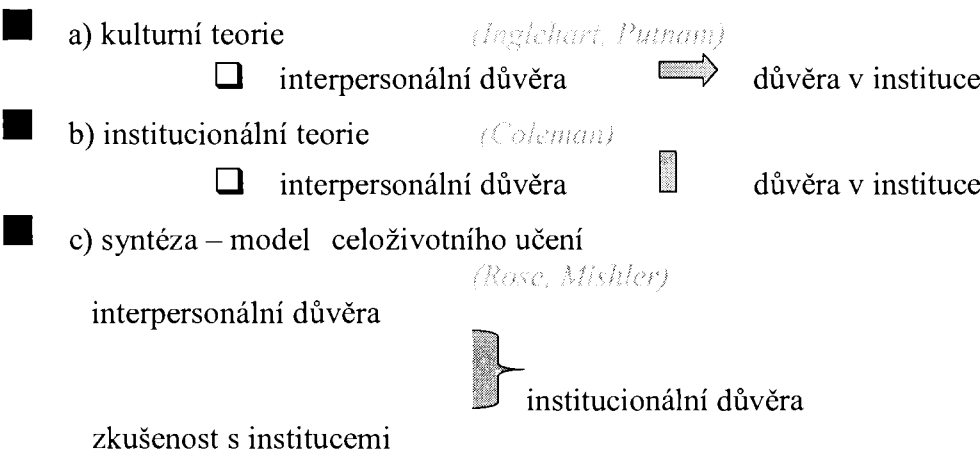 a) kulturní teorie (Inglehart, Putnam)
interpersonální důvěra důvěra v instituce
b) institucionální teorie (Coleman)
interpersonální důvěra důvěra v instituce
c) syntéza – model celoživotního učení
(Rose, Mishler)
interpersonální důvěra
institucionální důvěra
zkušenost s institucemi